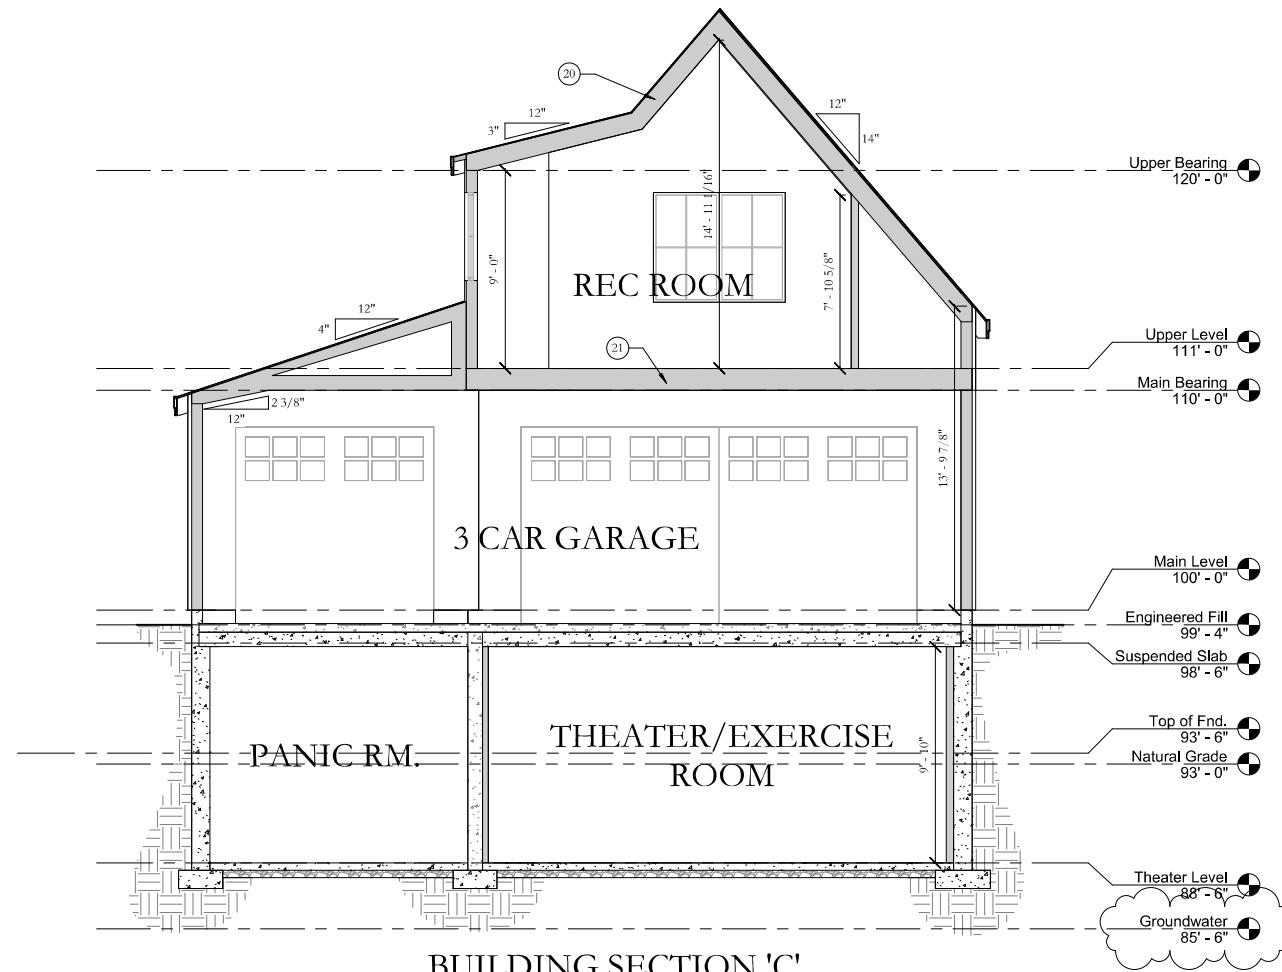 20
12"
3"
12"
14"
Upper Bearing
120' - 0"
14' - 11 1/16"
9' - 0"
7' - 10 5/8"
REC ROOM
12"
4"
21
Upper Level
111' - 0"
Main Bearing
110' - 0"
2 3/8"
12"
13' - 9 7/8"
3 CAR GARAGE
Main Level
100' - 0"
Engineered Fill
99' - 4"
Suspended Slab
98' - 6"
Top of Fnd.
93' - 6"
Natural Grade
93' - 0"
PANIC RM.
THEATER/EXERCISE
ROOM
9' - 10"
Theater Level
88' - 6"
Groundwater
85' - 6"
BUILDING SECTION 'C'